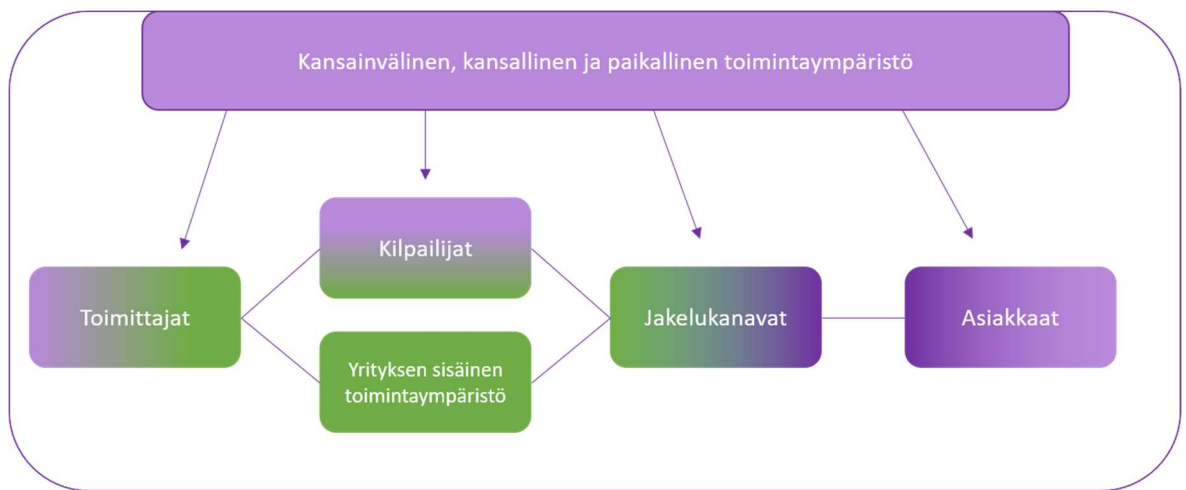 Kansainvälinen, kansallinen ja paikallinen toimintaympäristö
Kilpailijat
Toimittajat
Jakelukanavat
Asiakkaat
Yrityksen sisäinen
toimintaympäristö